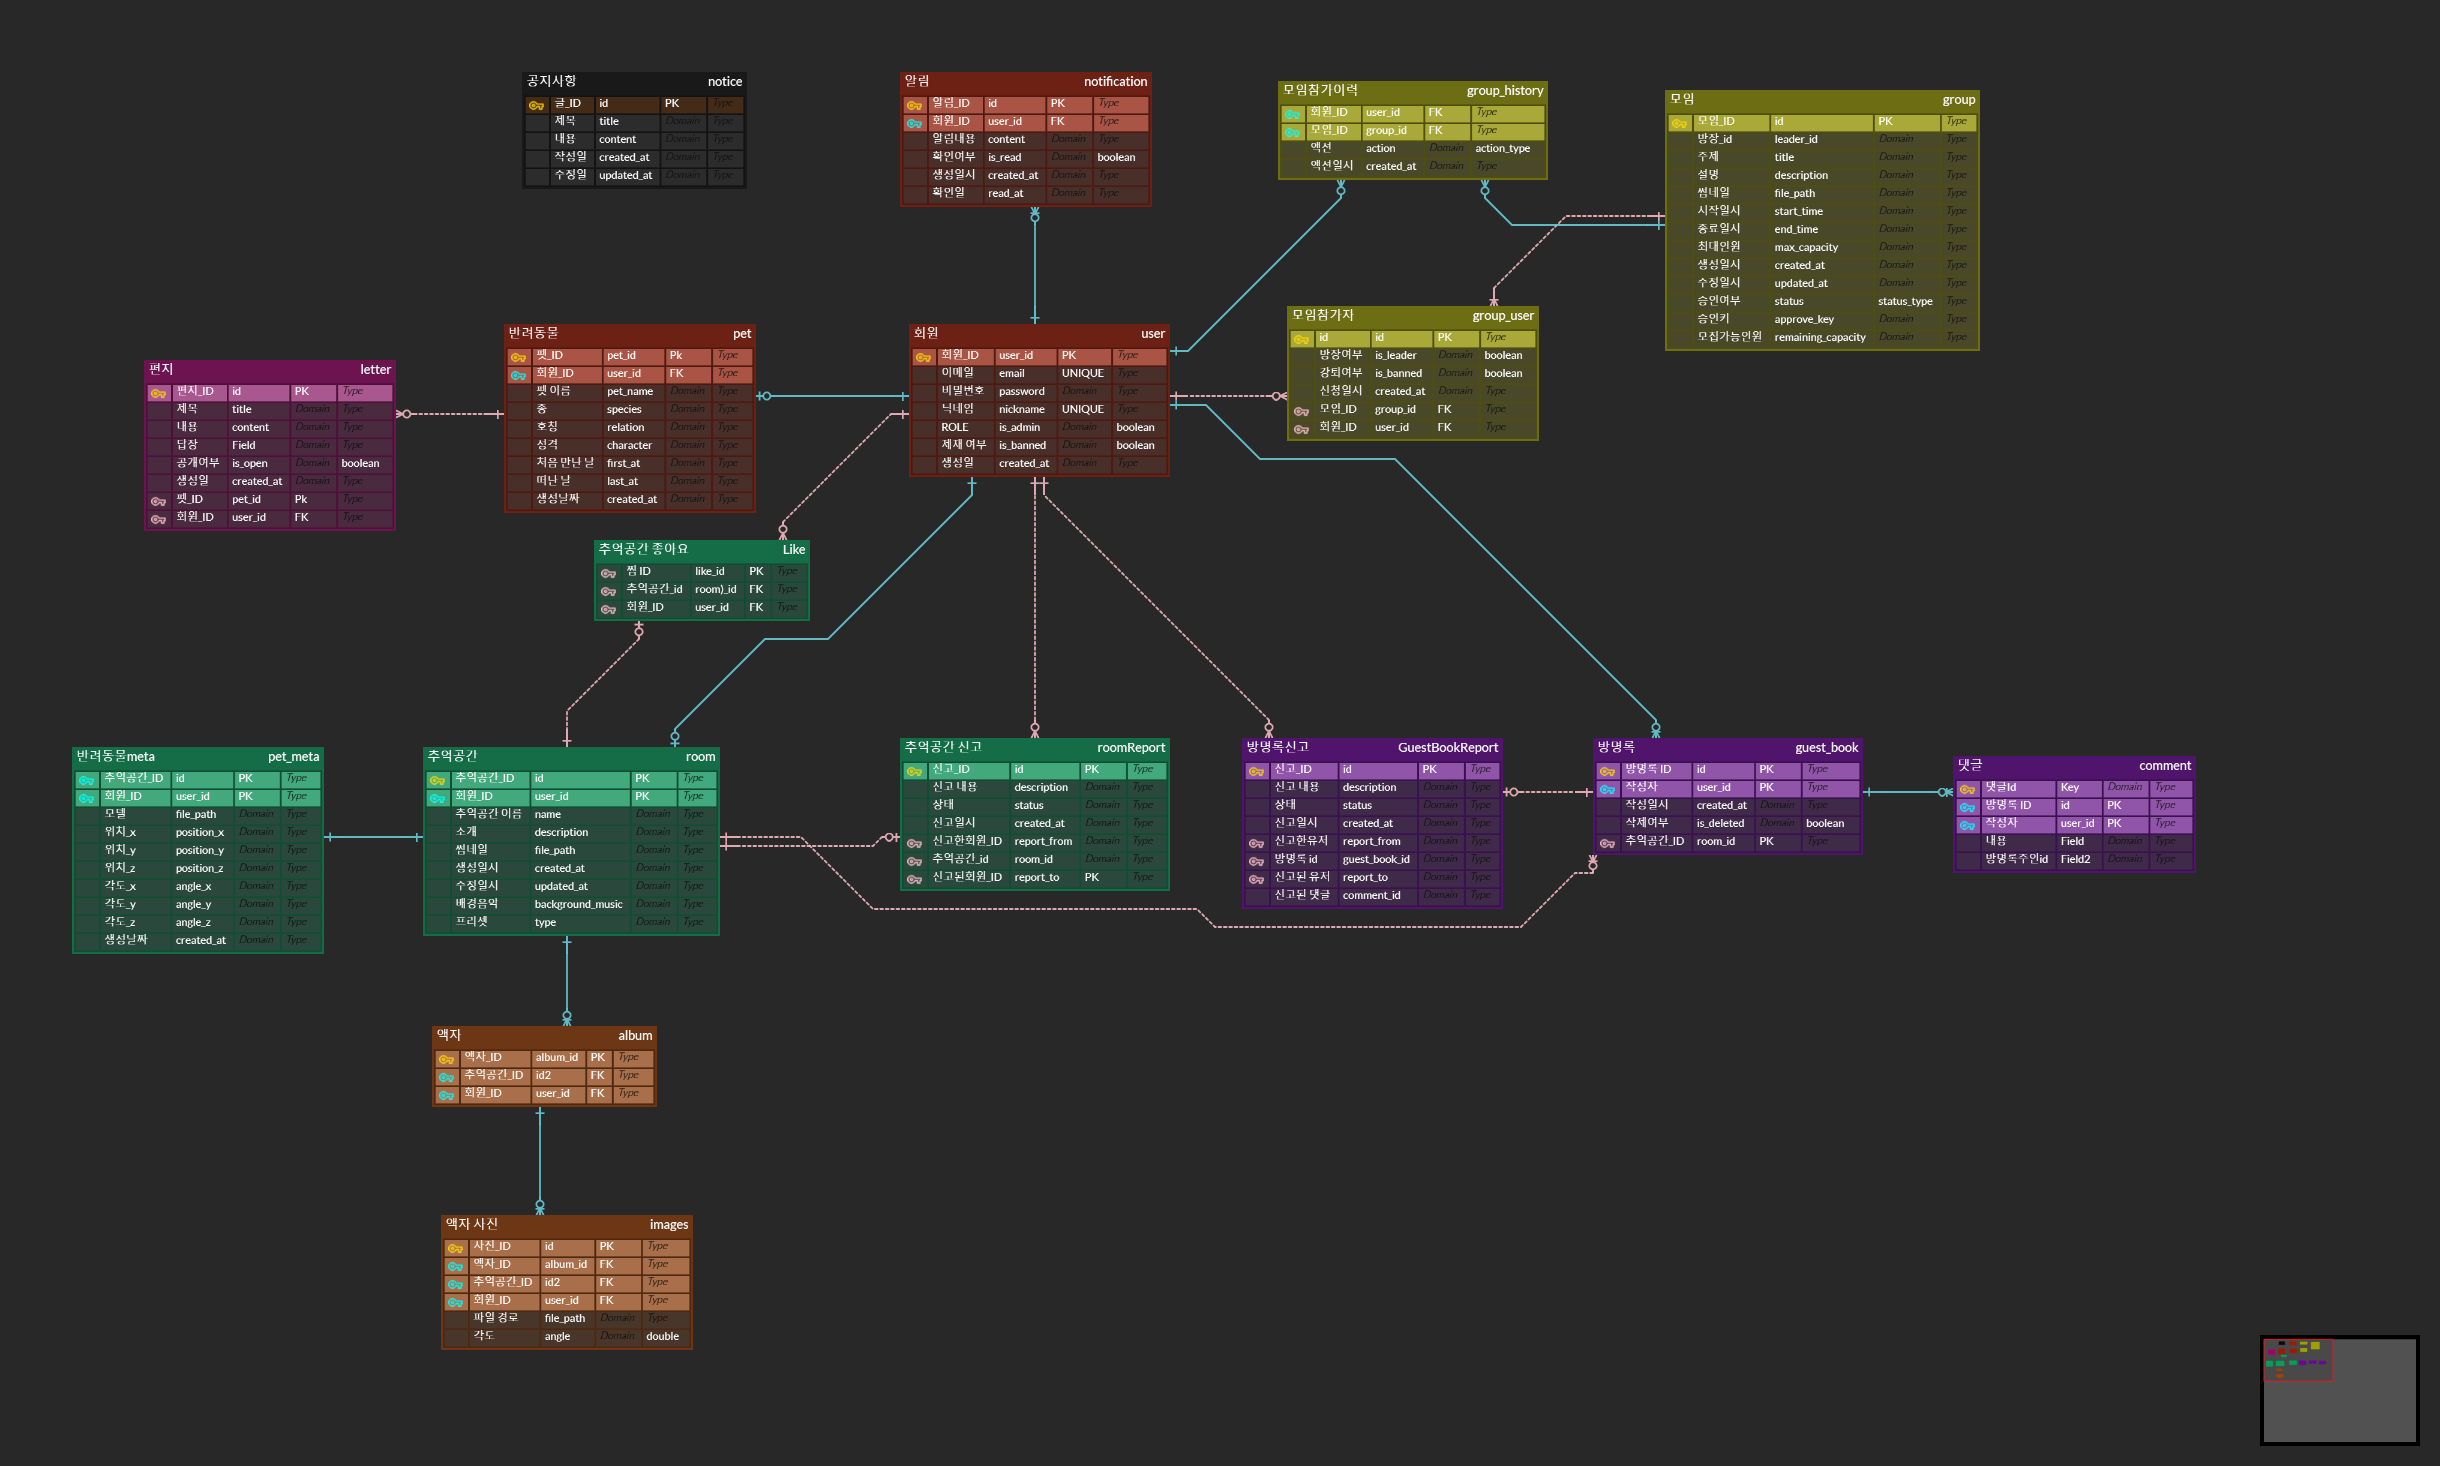 공지사항 notice
글_ID id PK Type
제목 title Domain Type
내용 content Domain Type
작성일 created_at Domain Type
수정일 updated_at Domain Type
알림 notification
알림_ID id PK Type
회원_ID user_id FK Type
알림내용 content Domain Type
확인여부 is_read Domain boolean
생성일시 created_at Domain Type
확인일 read_at Domain Type
모임참가이력 group_history
회원_ID user_id FK Type
모임_ID group_id FK Type
액션 action Domain action_type
액션일시 created_at Domain Type
모임 group
모임_ID id PK Type
방장_id leader_id Domain Type
주제 title Domain Type
설명 description Domain Type
썸네일 file_path Domain Type
시작일시 start_time Domain Type
종료일시 end_time Domain Type
최대인원 max_capacity Domain Type
생성일시 created_at Domain Type
수정일시 updated_at Domain Type
승인여부 status status_type Type
승인키 approve_key Domain Type
모집가능인원 remaining_capacity Domain Type
편지 letter
편지_ID id PK Type
제목 title Domain Type
내용 content Domain Type
답장 Field Domain Type
공개여부 is_open Domain boolean
생성일 created_at Domain Type
펫_ID pet_id Pk Type
회원_ID user_id FK Type
반려동물 pet
펫_ID pet_id Pk Type
회원_ID user_id FK Type
펫 이름 pet_name Domain Type
종 species Domain Type
호칭 relation Domain Type
성격 character Domain Type
처음 만난 날 first_at Domain Type
떠난 날 last_at Domain Type
생성날짜 created_at Domain Type
회원 user
회원_ID user_id PK Type
이메일 email UNIQUE Type
비밀번호 password Domain Type
닉네임 nickname UNIQUE Type
ROLE is_admin Domain boolean
제재 여부 is_banned Domain boolean
생성일 created_at Domain Type
모임참가자 group_user
id id PK Type
방장여부 is_leader Domain boolean
강퇴여부 is_banned Domain boolean
신청일시 created_at Domain Type
모임_ID group_id FK Type
회원_ID user_id FK Type
추억공간 좋아요 Like
찜 ID like_id PK Type
추억공간_id room)_id FK Type
회원_ID user_id FK Type
반려동물meta pet_meta
추억공간_ID id PK Type
회원_ID user_id PK Type
모델 file_path Domain Type
위치_x position_x Domain Type
위치_y position_y Domain Type
위치_z position_z Domain Type
각도_x angle_x Domain Type
각도_y angle_y Domain Type
각도_z angle_z Domain Type
생성날짜 created_at Domain Type
추억공간 room
추억공간_ID id PK Type
회원_ID user_id PK Type
추억공간 이름 name Domain Type
소개 description Domain Type
썸네일 file_path Domain Type
생성일시 created_at Domain Type
수정일시 updated_at Domain Type
배경음악 background_music Domain Type
프리셋 type Domain Type
추억공간 신고 roomReport
신고_ID id PK Type
신고 내용 description Domain Type
상태 status Domain Type
신고일시 created_at Domain Type
신고한회원_ID report_from Domain Type
추억공간_id room_id Domain Type
신고된회원_ID report_to PK Type
방명록신고 GuestBookReport
신고_ID id PK Type
신고 내용 description Domain Type
상태 status Domain Type
신고일시 created_at Domain Type
신고한유저 report_from Domain Type
방명록 id guest_book_id Domain Type
신고된 유저 report_to Domain Type
신고된 댓글 comment_id Domain Type
방명록 guest_book
방명록 ID id PK Type
작성자 user_id PK Type
작성일시 created_at Domain Type
삭제여부 is_deleted Domain boolean
추억공간_ID room_id PK Type
댓글 comment
댓글Id Key Domain Type
방명록 ID id PK Type
작성자 user_id PK Type
내용 Field Domain Type
방명록주인id Field2 Domain Type
액자 album
액자_ID album_id PK Type
추억공간_ID id2 FK Type
회원_ID user_id FK Type
액자 사진 images
사진_ID id PK Type
액자_ID album_id FK Type
추억공간_ID id2 FK Type
회원_ID user_id FK Type
파일 경로 file_path Domain Type
각도 angle Domain double